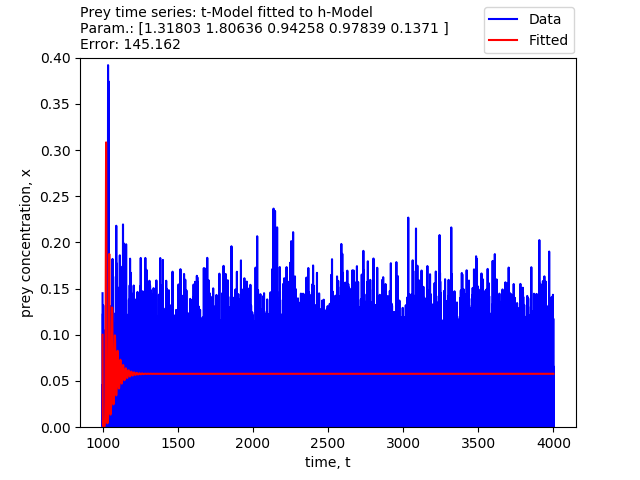 Prey time series: t-Model fitted to h-Model
Param.: [1.31803 1.80636 0.94258 0.97839 0.1371 ]
Error: 145.162
Data
Fitted
0.40
0.35
0.30
0.25
0.20
0.15
0.10
0.05
0.00
prey concentration, x
1000 1500 2000 2500 3000 3500 4000
time, t